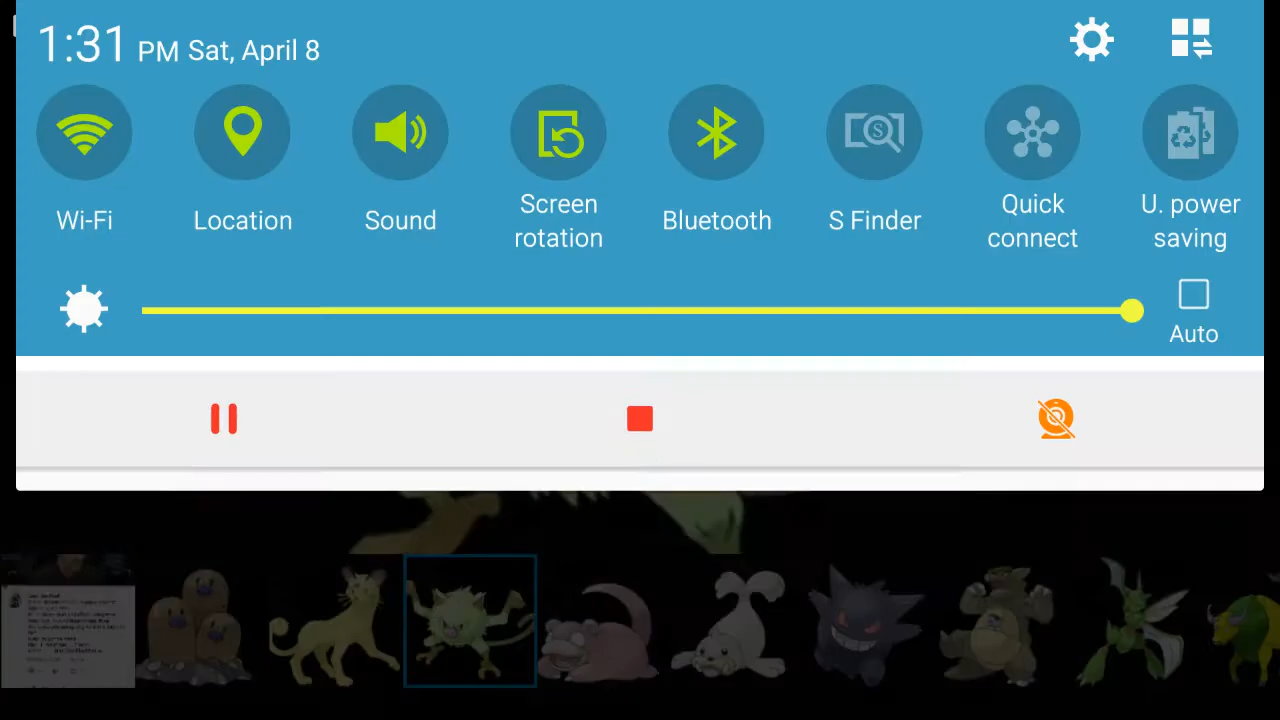 1:31 PM Sat, April 8
Wi-Fi
Location
Sound
Screen
rotation
Bluetooth
S Finder
Quick
connect
U. power
saving
Auto